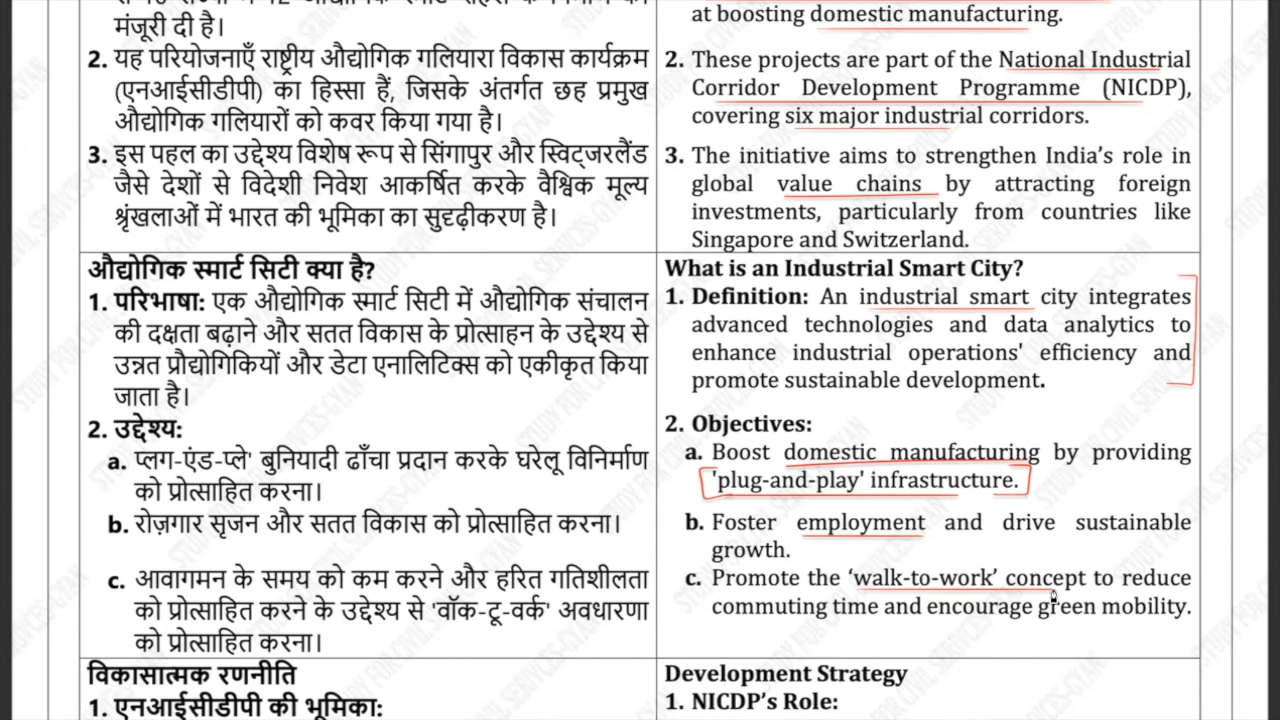 मंजूरी दी है।
2. यह परियोजनाएँ राष्ट्रीय औद्योगिक गलियारा विकास कार्यक्रम
(एनआईसीडीपी) का हिस्सा हैं, जिसके अंतर्गत छह प्रमुख
औद्योगिक गलियारों को कवर किया गया है।
3. इस पहल का उद्देश्य विशेष रूप से सिंगापुर और स्विट्जरलैंड
जैसे देशों से विदेशी निवेश आकर्षित करके वैश्विक मूल्य
श्रृंखलाओं में भारत की भूमिका का सुदृढ़ीकरण है।
औद्योगिक स्मार्ट सिटी क्या है?
1. परिभाषा: एक औद्योगिक स्मार्ट सिटी में औद्योगिक संचालन
की दक्षता बढ़ाने और सतत विकास के प्रोत्साहन के उद्देश्य से
उन्नत प्रौद्योगिकियों और डेटा एनालिटिक्स को एकीकृत किया
जाता है।
2. उद्देश्य:
a. प्लग-एंड-प्ले' बुनियादी ढाँचा प्रदान करके घरेलू विनिर्माण
को प्रोत्साहित करना।
b. रोज़गार सृजन और सतत विकास को प्रोत्साहित करना।
c. आवागमन के समय को कम करने और हरित गतिशीलता
को प्रोत्साहित करने के उद्देश्य से 'वॉक-टू-वर्क' अवधारणा
को प्रोत्साहित करना।
विकासात्मक रणनीति
1. एनआईसीडीपी की भूमिका:
at boosting domestic manufacturing.
2. These projects are part of the National Industrial
Corridor Development Programme (NICDP),
covering six major industrial corridors.
3. The initiative aims to strengthen India's role in
global value chains by attracting foreign
investments, particularly from countries like
Singapore and Switzerland.
What is an Industrial Smart City?
1. Definition: An industrial smart city integrates
advanced technologies and data analytics to
enhance industrial operations' efficiency and
promote sustainable development.
2. Objectives:
a. Boost domestic manufacturing by providing
'plug-and-play' infrastructure.
b. Foster employment and drive sustainable
growth.
c. Promote the ‘walk-to-work’ concept to reduce
commuting time and encourage green mobility.
Development Strategy
1. NICDP’s Role: